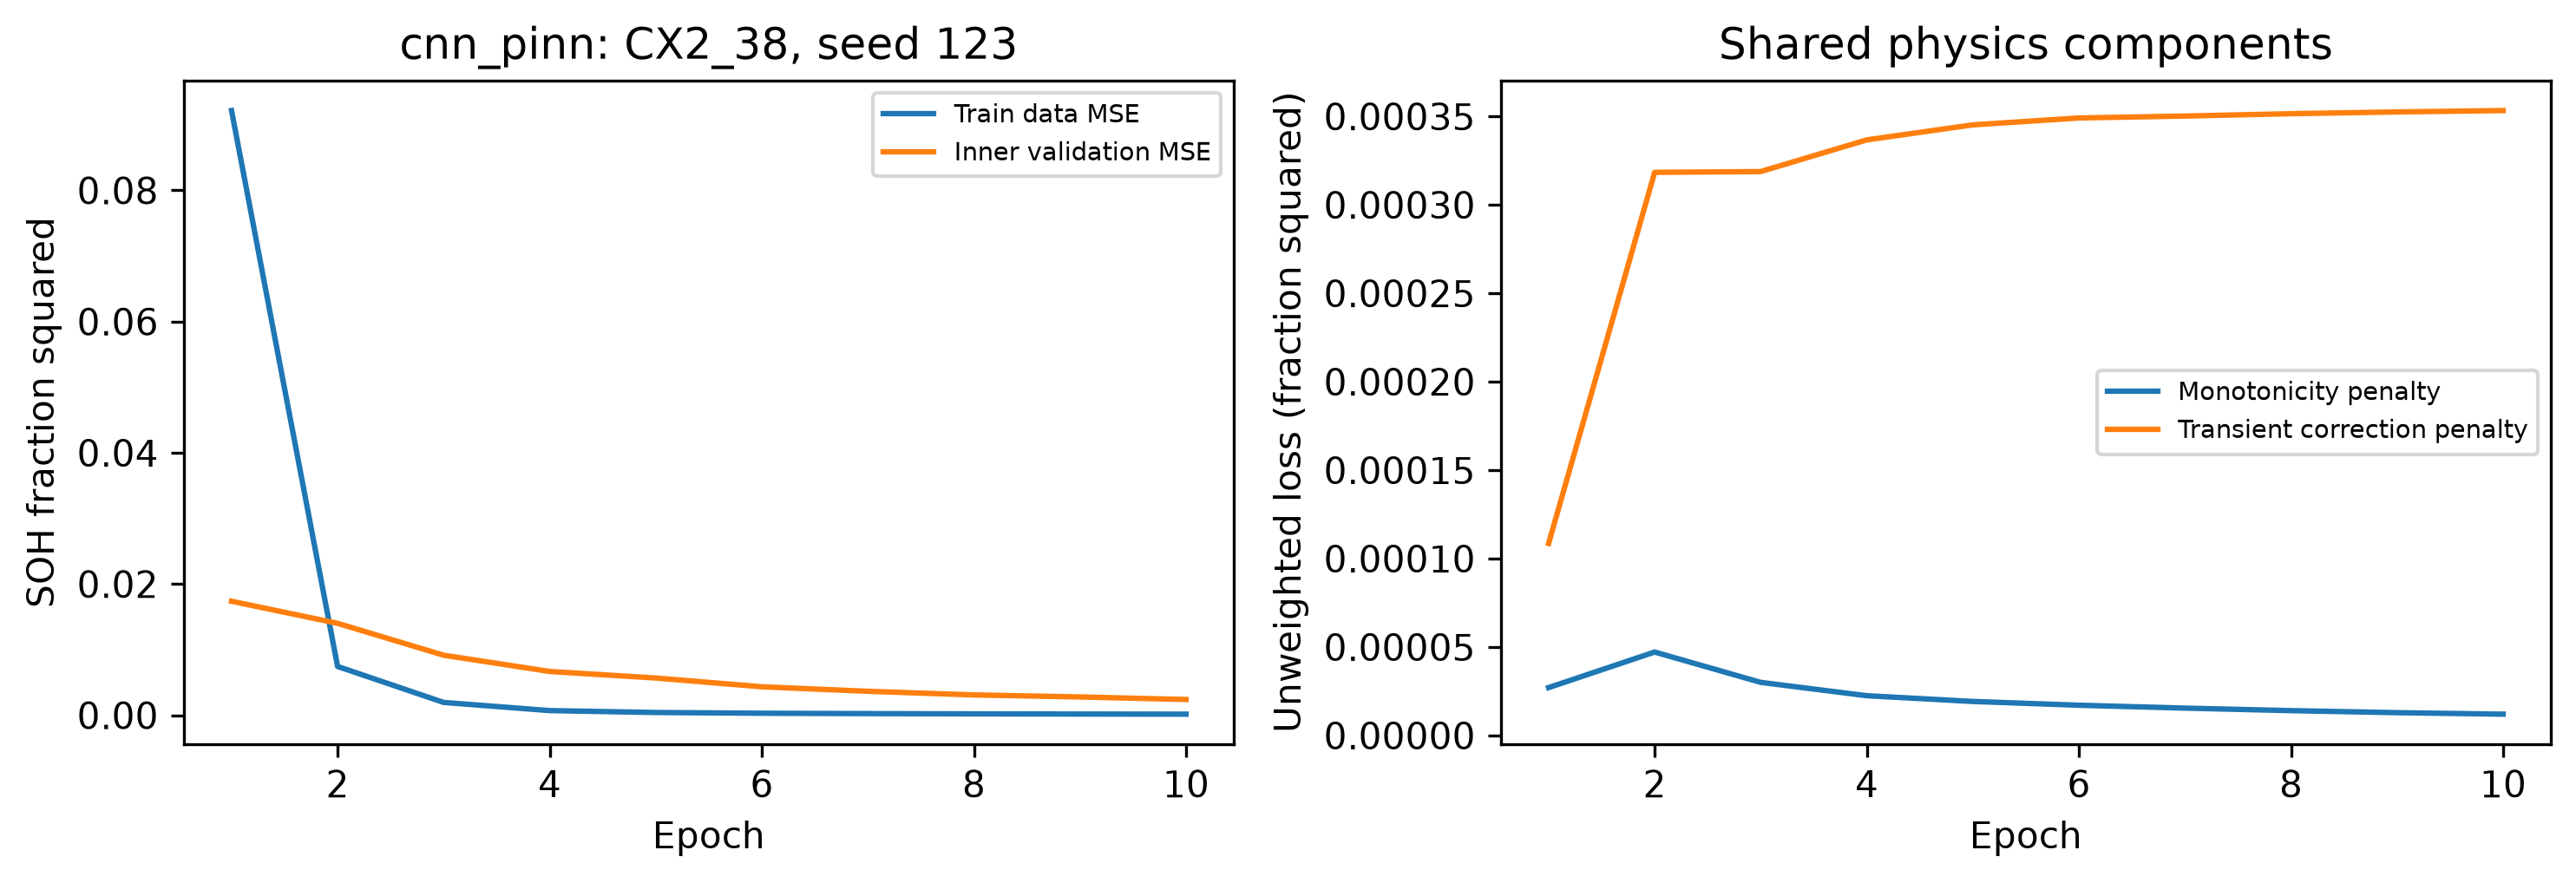 cnn_pinn: CX2_38, seed 123
SOH fraction squared
0.08
0.06
0.04
0.02
0.00
Train data MSE
Inner validation MSE
2 4 6 8 10
Epoch
Shared physics components
Unweighted loss (fraction squared)
0.00035
0.00030
0.00025
0.00020
0.00015
0.00010
0.00005
0.00000
Monotonicity penalty
Transient correction penalty
2 4 6 8 10
Epoch